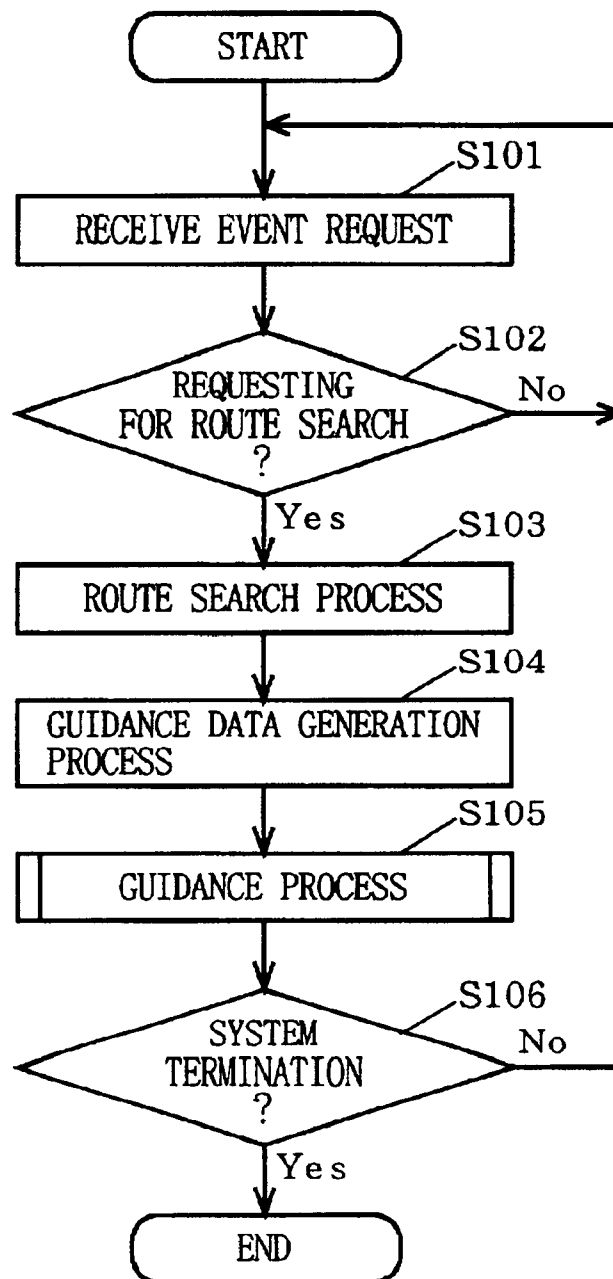 START
S101
RECEIVE EVENT REQUEST
S102
REQUESTING
FOR ROUTE SEARCH
?
No
Yes
S103
ROUTE SEARCH PROCESS
S104
GUIDANCE DATA GENERATION
PROCESS
S105
GUIDANCE PROCESS
S106
SYSTEM
TERMINATION
?
No
Yes
END